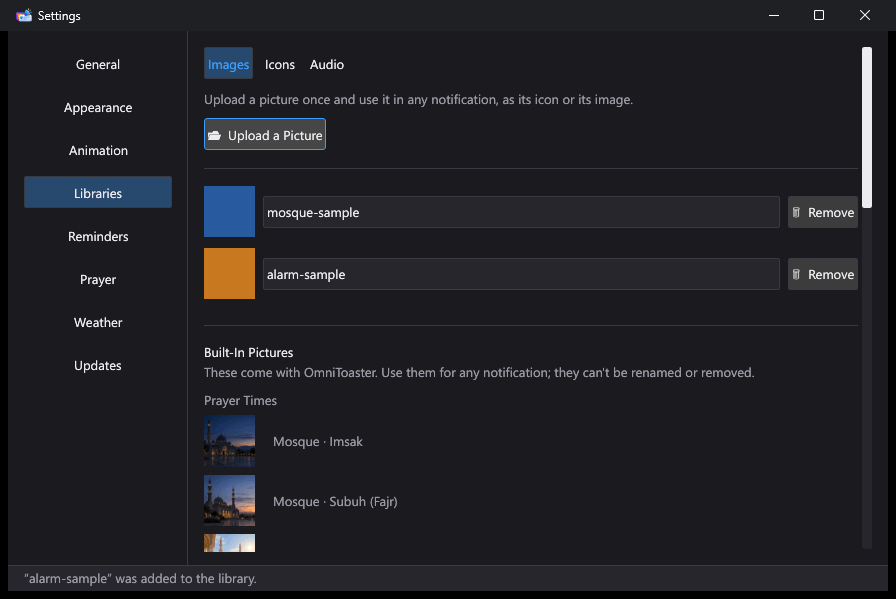 Settings
General
Appearance
Animation
Libraries
Reminders
Prayer
Weather
Updates
Images Icons Audio
Upload a picture once and use it in any notification, as its icon or its image.
Upload a Picture
mosque-sample Remove
alarm-sample Remove
Built-In Pictures
These come with OmniToaster. Use them for any notification; they can't be renamed or removed.
Prayer Times
Mosque · Imsak
Mosque · Subuh (Fajr)
"alarm-sample" was added to the library.